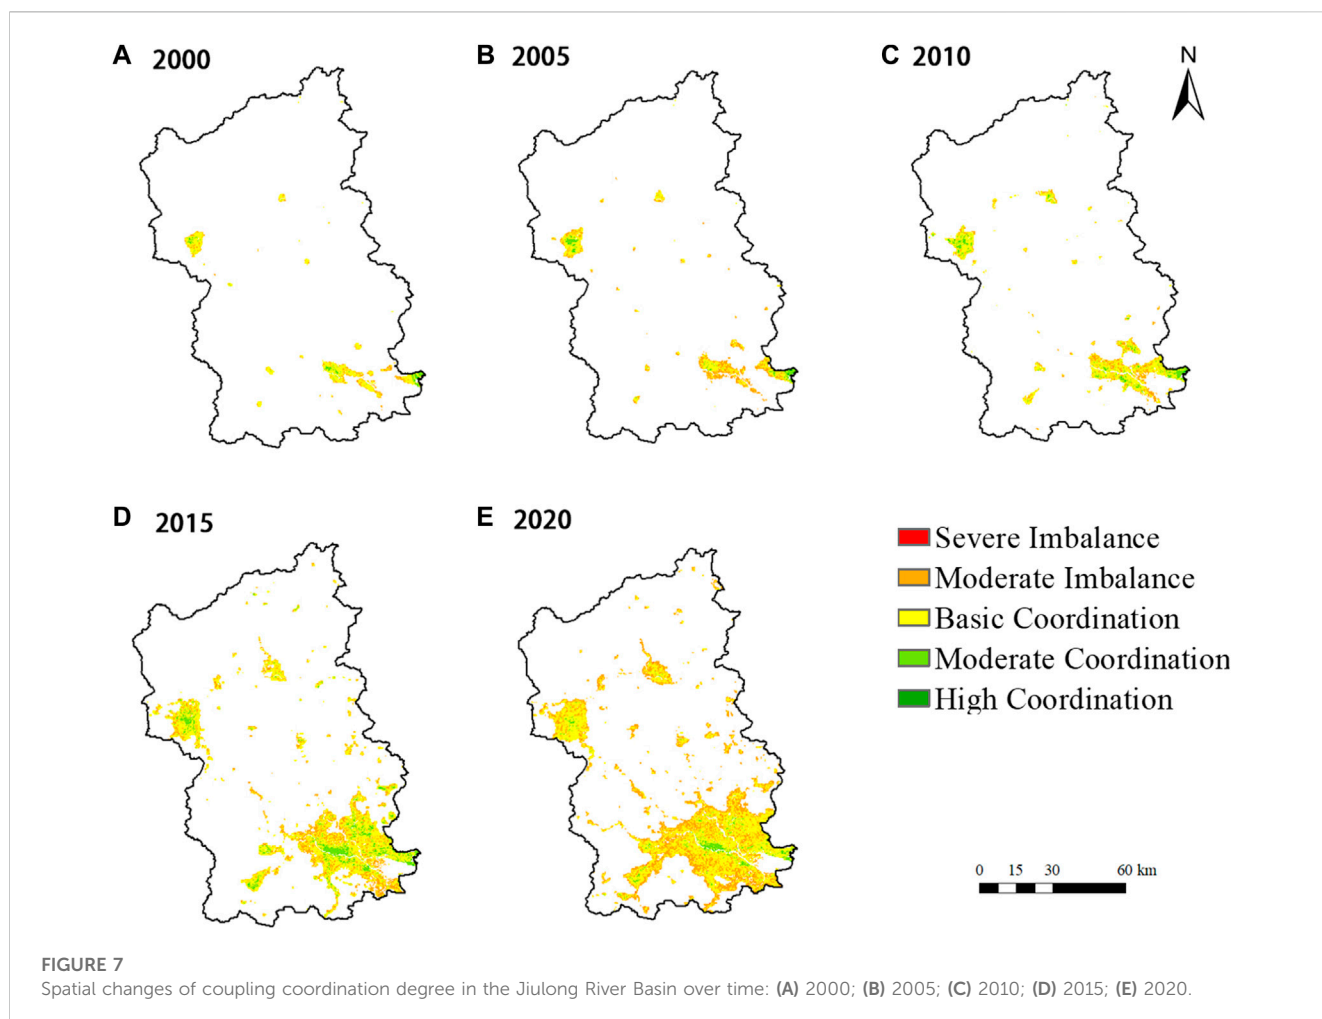 A 2000
B 2005
C 2010
N
D 2015
E 2020
Severe Imbalance
Moderate Imbalance
Basic Coordination
Moderate Coordination
High Coordination
0 15 30 60 km
FIGURE 7
Spatial changes of coupling coordination degree in the Jiulong River Basin over time: (A) 2000; (B) 2005; (C) 2010; (D) 2015; (E) 2020.